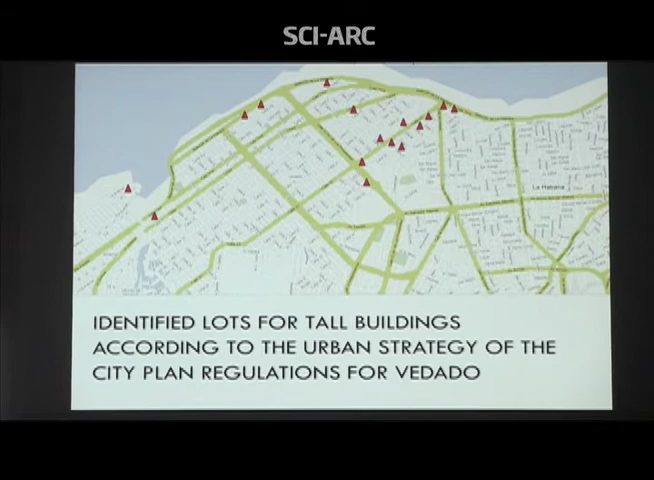 SCI-ARC
La Habana
IDENTIFIED LOTS FOR TALL BUILDINGS
ACCORDING TO THE URBAN STRATEGY OF THE
CITY PLAN REGULATIONS FOR VEDADO